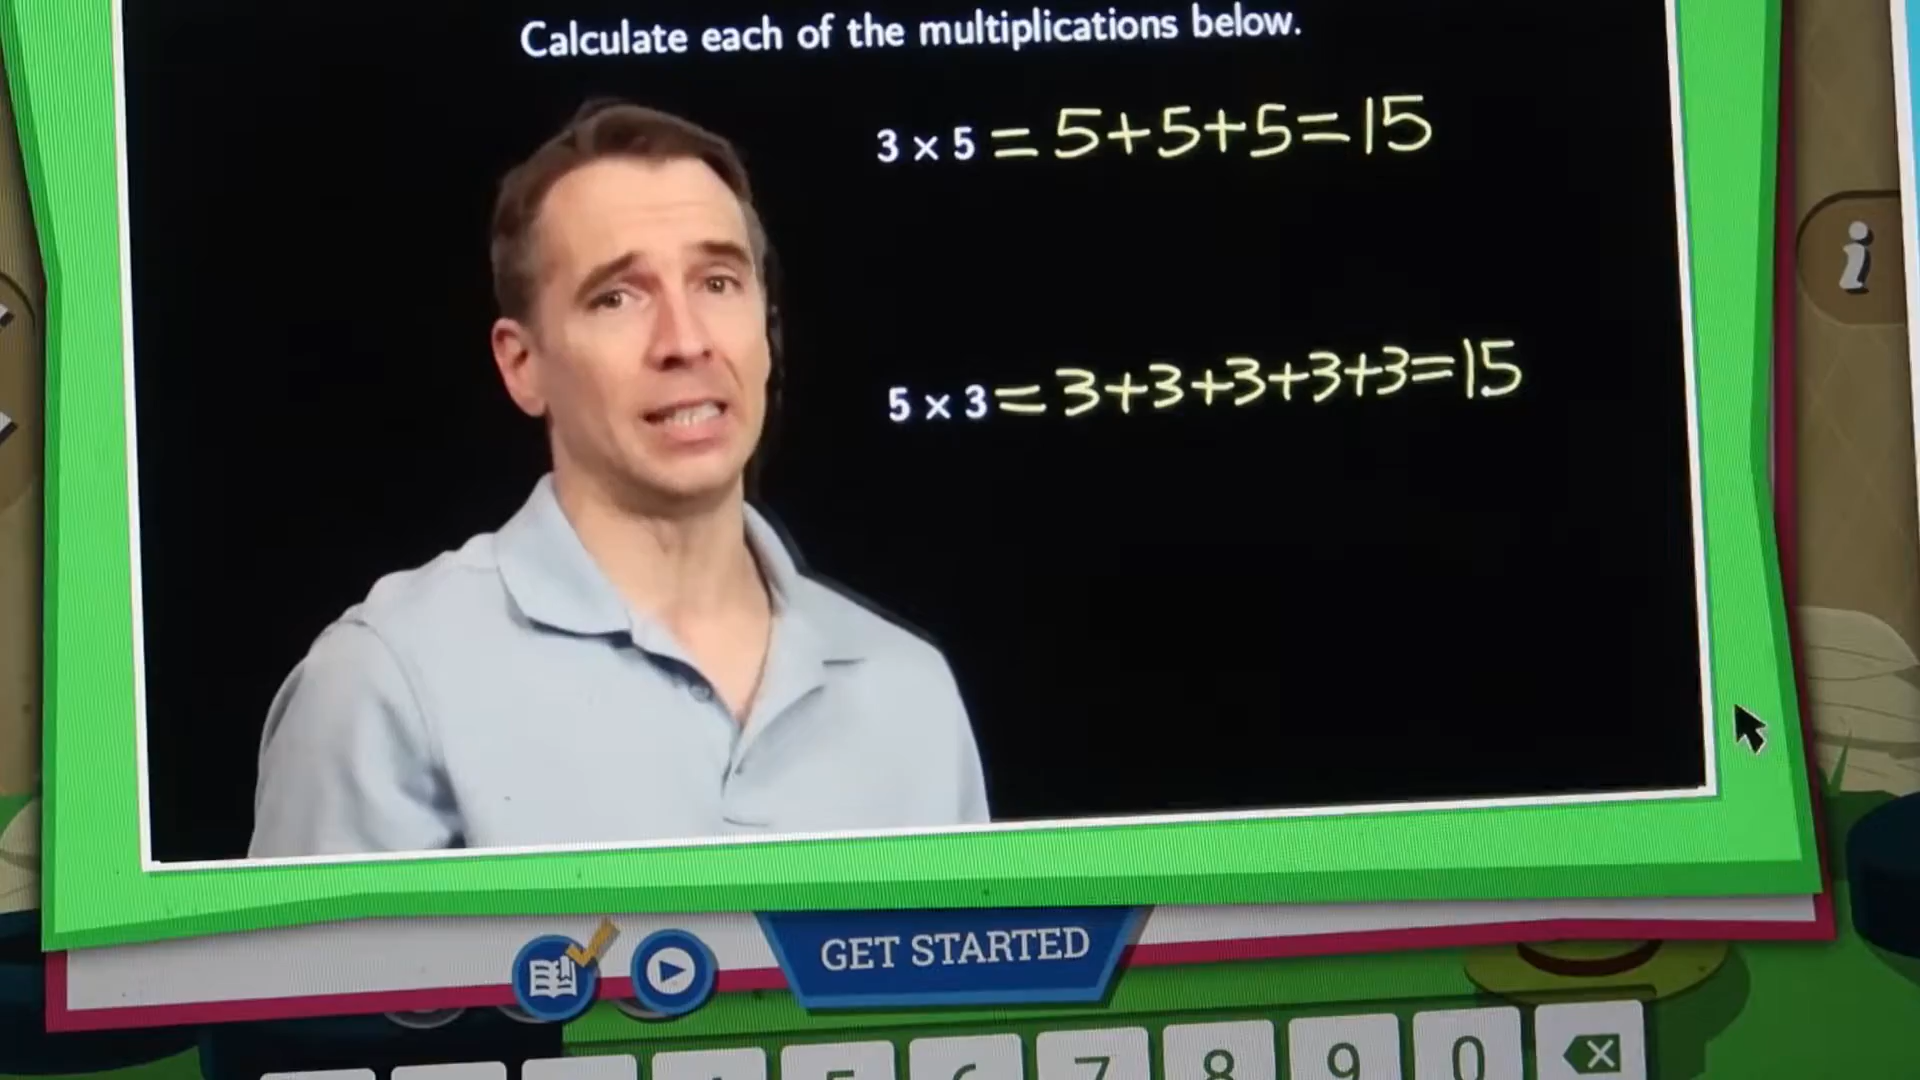 Calculate each of the multiplications below.
3 × 5 = 5+5+5=15
5 × 3 = 3+3+3+3+3=15
i
GET STARTED
7 8 9 0